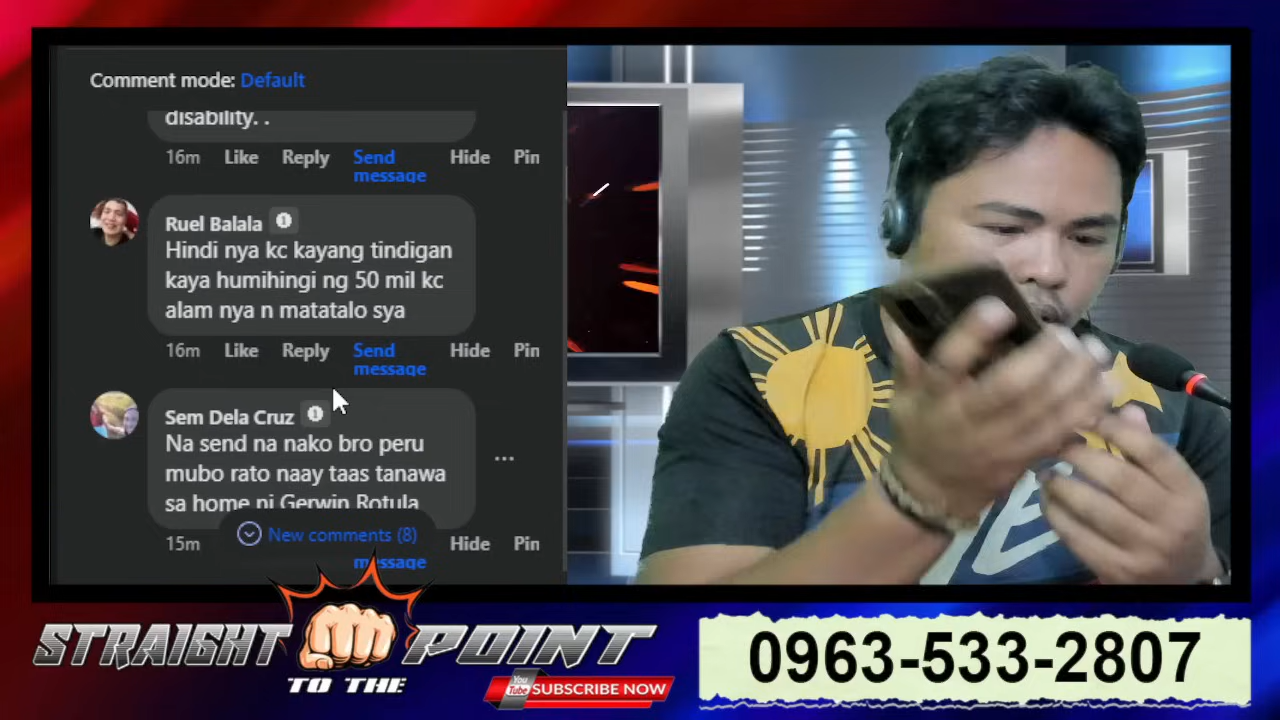 Comment mode: Default
disability. .
16m Like Reply Send message Hide Pin
Ruel Balala
Hindi nya kc kayang tindigan
kaya humihingi ng 50 mil kc
alam nya n matatalo sya
16m Like Reply Send message Hide Pin
Sem Dela Cruz
Na send na nako bro peru
mubo rato naay taas tanawa
sa home ni Gerwin Rotula
New comments (8)
15m message Hide Pin
STRAIGHT POINT
TO THE
You Tube SUBSCRIBE NOW
0963-533-2807